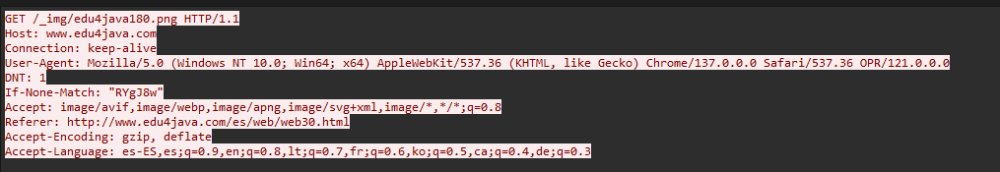 GET /_img/edu4java180.png HTTP/1.1
Host: www.edu4java.com
Connection: keep-alive
User-Agent: Mozilla/5.0 (Windows NT 10.0; Win64; x64) AppleWebKit/537.36 (KHTML, like Gecko) Chrome/137.0.0.0 Safari/537.36 OPR/121.0.0.0
DNT: 1
If-None-Match: "RYgJ8w"
Accept: image/avif,image/webp,image/apng,image/svg+xml,image/*,*/*;q=0.8
Referer: http://www.edu4java.com/es/web/web30.html
Accept-Encoding: gzip, deflate
Accept-Language: es-ES,es;q=0.9,en;q=0.8,lt;q=0.7,fr;q=0.6,ko;q=0.5,ca;q=0.4,de;q=0.3